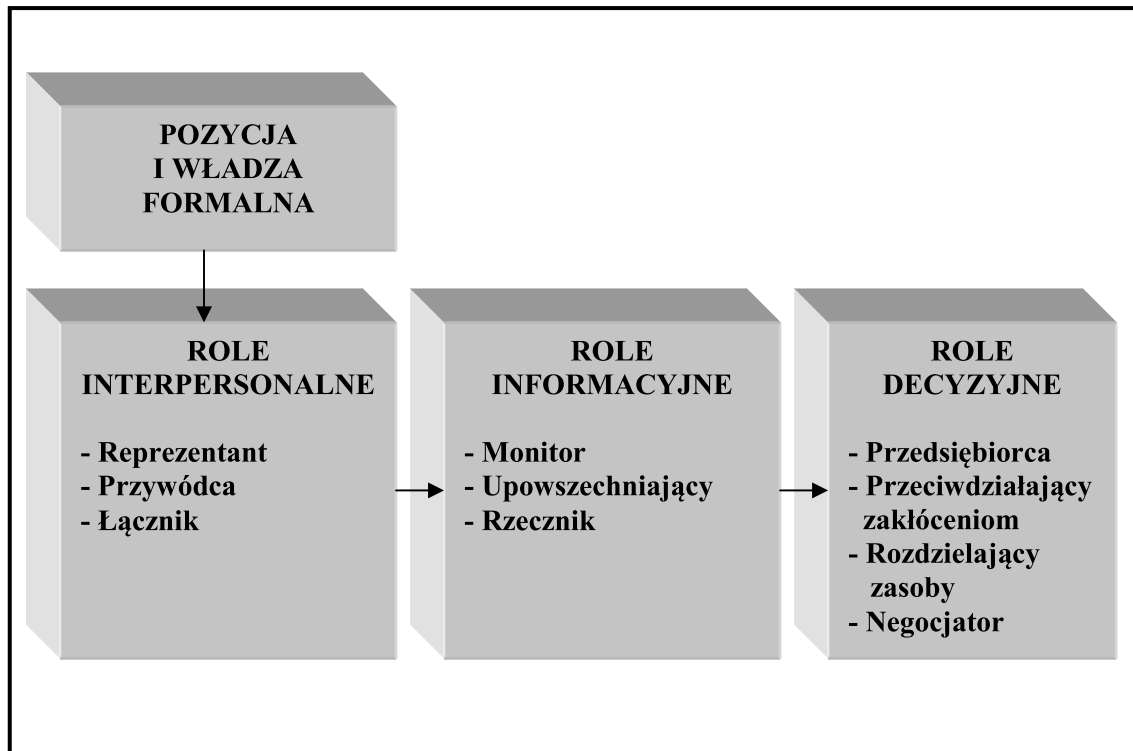 POZYCJA
I WŁADZA
FORMALNA
ROLE
INTERPERSONALNE
- Reprezentant
- Przywódca
- Łącznik
ROLE
INFORMACYJNE
- Monitor
- Upowszechniający
- Rzecznik
ROLE
DECYZYJNE
- Przedsiębiorca
- Przeciwdziałający
zakłóceniom
- Rozdzielający
zasoby
- Negocjator